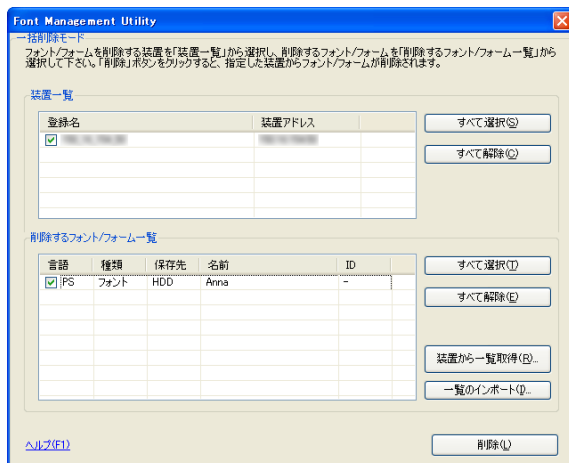 Font Management Utility
一括削除モード
フォント/フォームを削除する装置を「装置一覧」から選択し、削除するフォント/フォームを「削除するフォント/フォーム一覧」から
選択して下さい。「削除」ボタンをクリックすると、指定した装置からフォント/フォームが削除されます。
装置一覧
登録名 装置アドレス
すべて選択(S)
すべて解除(C)
削除するフォント/フォーム一覧
言語 種類 保存先 名前 ID
PS フォント HDD Anna -
すべて選択(T)
すべて解除(E)
装置から一覧取得(R)...
一覧のインポート(I)...
ヘルプ(F1)
削除(L)